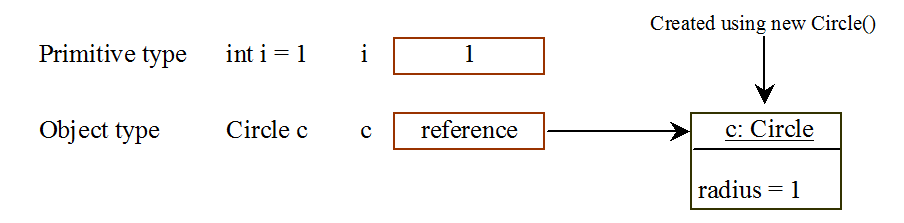 Created using new Circle()
Primitive type int i = 1 i 1
Object type Circle c c reference c: Circle
radius = 1